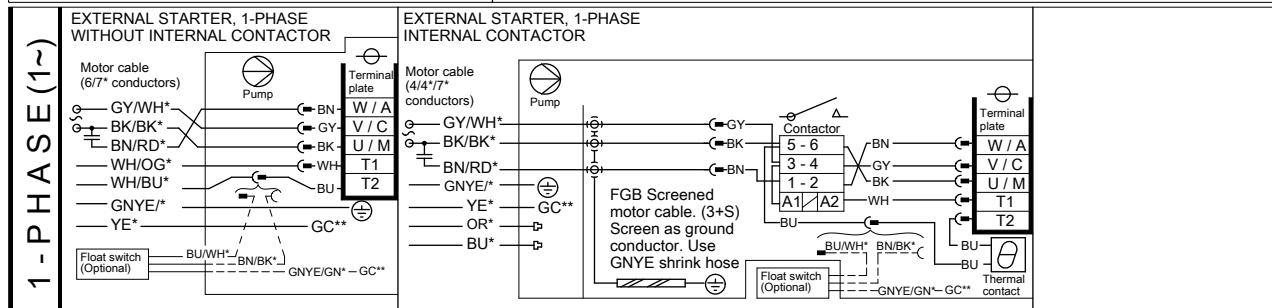 1 - P H A S E (1~)
EXTERNAL STARTER, 1-PHASE
WITHOUT INTERNAL CONTACTOR
Motor cable
(6/7* conductors)
Pump
Terminal
plate
GY/WH*
BK/BK*
BN/RD*
WH/OG*
WH/BU*
GNYE/*
YE*
BN
GY
BK
WH
BU
W / A
V / C
U / M
T1
T2
GC**
Float switch
(Optional)
BU/WH*
BN/BK*
GNYE/GN*
GC**
EXTERNAL STARTER, 1-PHASE
INTERNAL CONTACTOR
Motor cable
(4/4*/7*
conductors)
Pump
GY/WH*
BK/BK*
BN/RD*
GNYE/*
YE*
OR*
BU*
GC**
FGB Screened
motor cable. (3+S)
Screen as ground
conductor. Use
GNYE shrink hose
GY
BK
BN
Contactor
5 - 6
3 - 4
1 - 2
A1
A2
BN
GY
BK
WH
BU
Terminal
plate
W / A
V / C
U / M
T1
T2
BU/WH*
BN/BK*
Float switch
(Optional)
GNYE/GN*
GC**
BU
BU
Thermal
contact